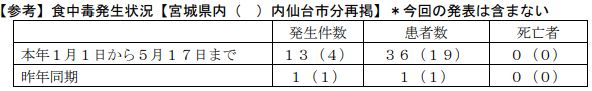 【参考】食中毒発生状況【宮城県内（　）内仙台市分再掲】＊今回の発表は含まない
発生件数 患者数 死亡者
本年１月１日から５月１７日まで １３（４） ３６（１９） ０（０）
昨年同期 １（１） １（１） ０（０）